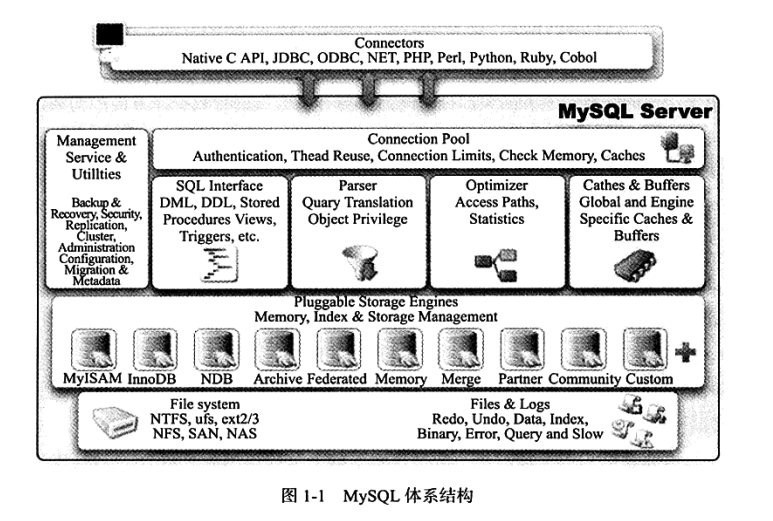 Connectors
Native C API, JDBC, ODBC, NET, PHP, Perl, Python, Ruby, Cobol
MySQL Server
Management
Service &
Utillties
Backup &
Recovery, Security,
Replication,
Cluster,
Administration
Configuration,
Migration &
Metadata
Connection Pool
Authentication, Thead Reuse, Connection Limits, Check Memory, Caches
SQL Interface
DML, DDL, Stored
Procedures Views,
Triggers, etc.
Parser
Quary Translation
Object Privilege
Optimizer
Access Paths,
Statistics
Cathes & Buffers
Global and Engine
Specific Caches &
Buffers
Pluggable Storage Engines
Memory, Index & Storage Management
MyISAM InnoDB NDB Archive Federated Memory Merge Partner Community Custom
File system
NTFS, ufs, ext2/3
NFS, SAN, NAS
Files & Logs
Redo, Undo, Data, Index,
Binary, Error, Query and Slow
图 1-1 MySQL 体系结构